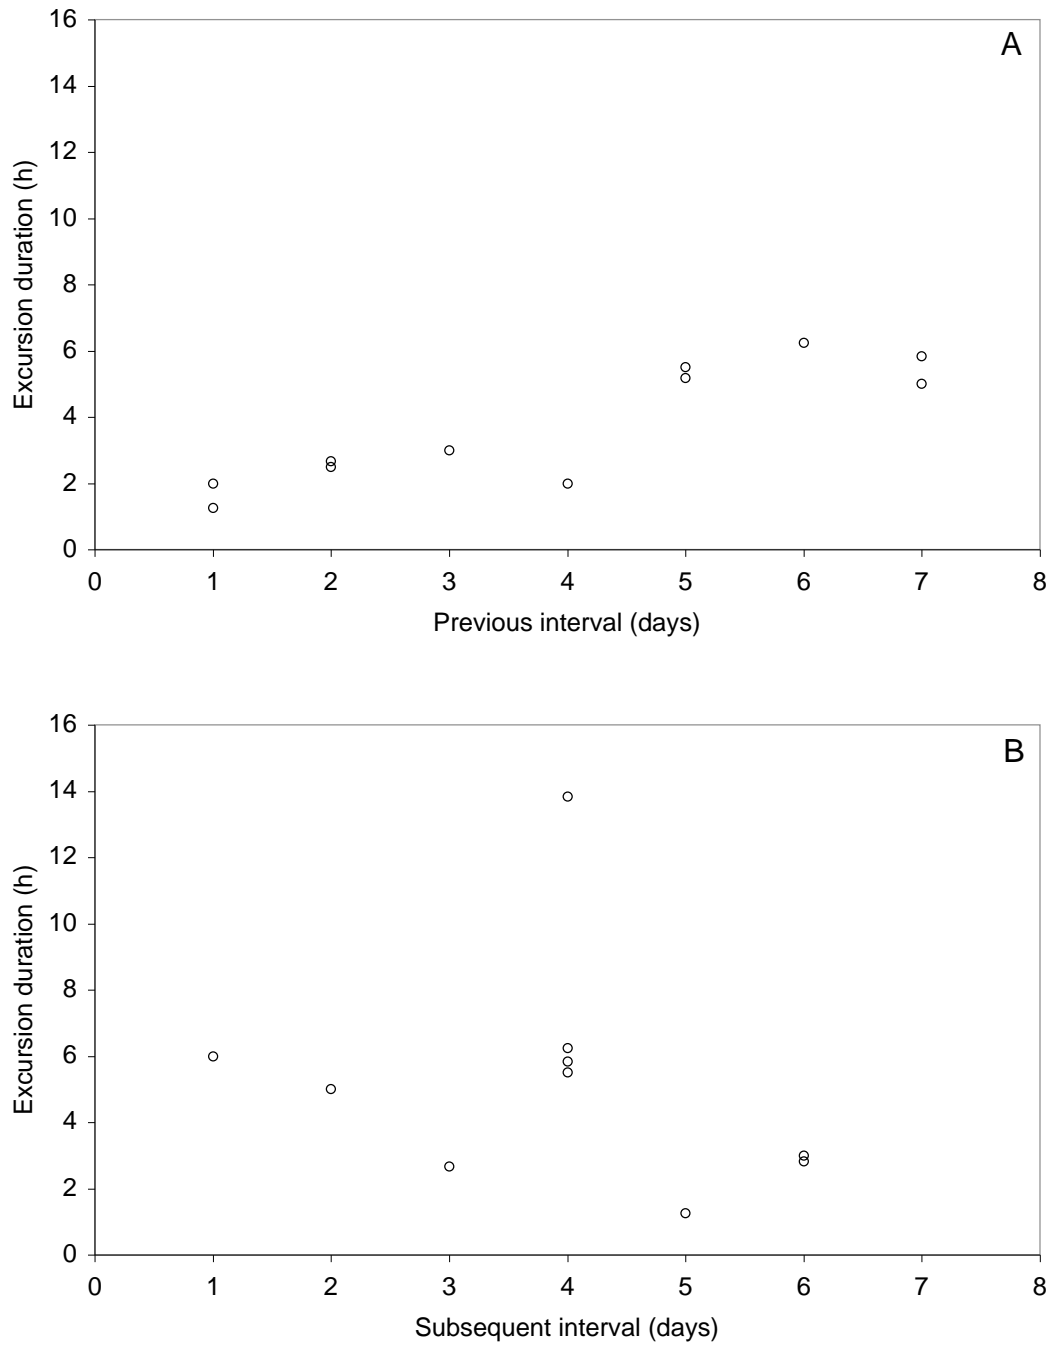 A
16
14
12
10
8
6
4
2
0
Excursion duration (h)
0 1 2 3 4 5 6 7 8
Previous interval (days)
B
16
14
12
10
8
6
4
2
0
Excursion duration (h)
0 1 2 3 4 5 6 7 8
Subsequent interval (days)